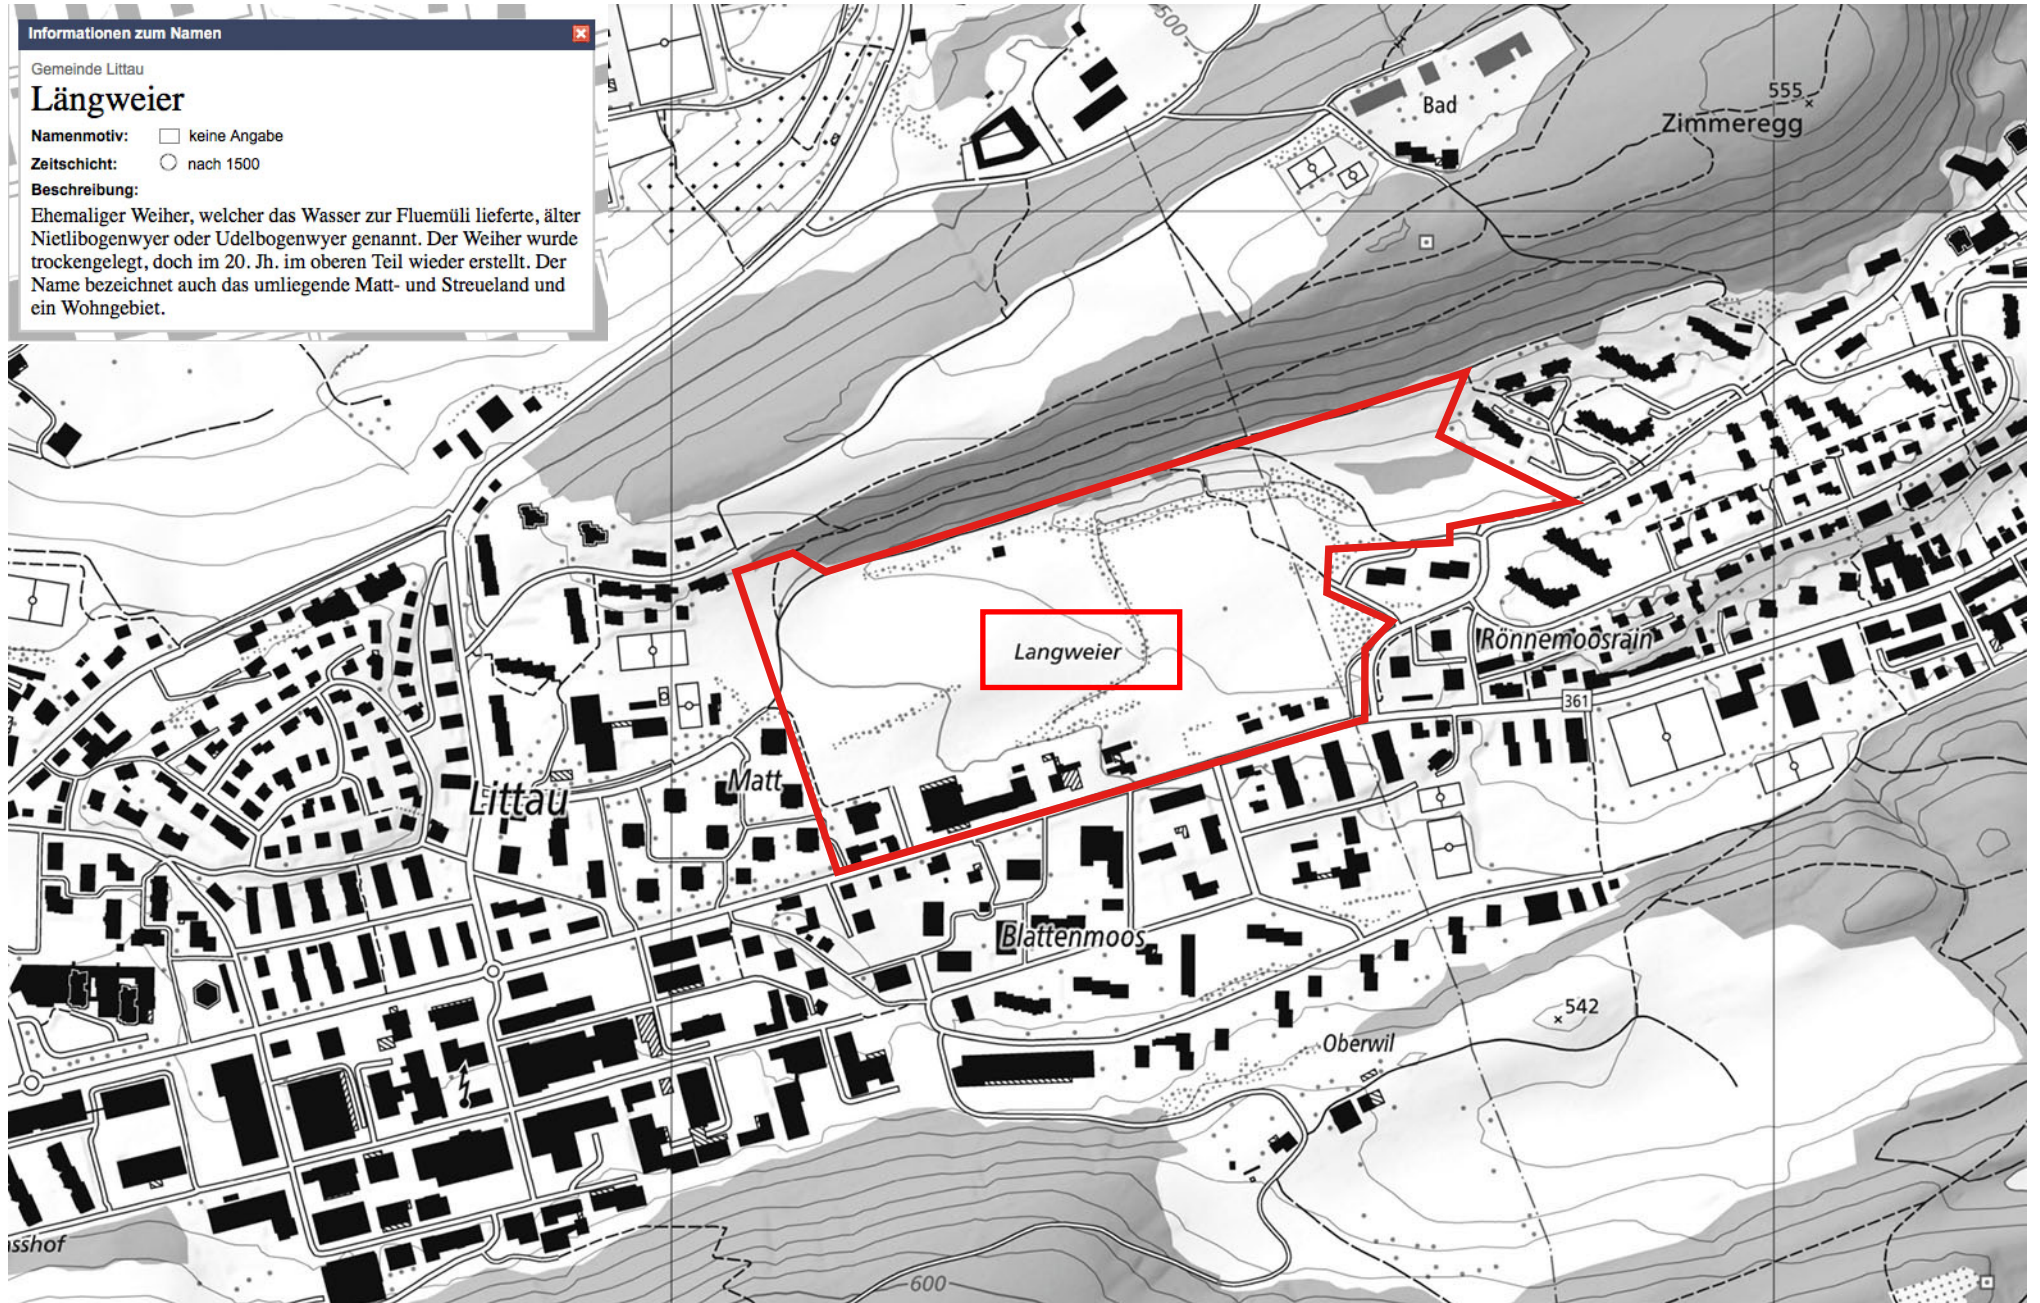 Informationen zum Namen
Gemeinde Littau
Längweier
Namenmotiv: keine Angabe
Zeitschicht: nach 1500
Beschreibung:
Ehemaliger Weiher, welcher das Wasser zur Fluemüli lieferte, älter
Nietlibogenwyer oder Udelbogenwyer genannt. Der Weiher wurde
trockengelegt, doch im 20. Jh. im oberen Teil wieder erstellt. Der
Name bezeichnet auch das umliegende Matt- und Streueland und
ein Wohngebiet.
500
Bad
555
Zimmeregg
Langweier
Rönnemoosrain
361
Matt
Littau
Blattenmoos
542
Oberwil
sshof
600